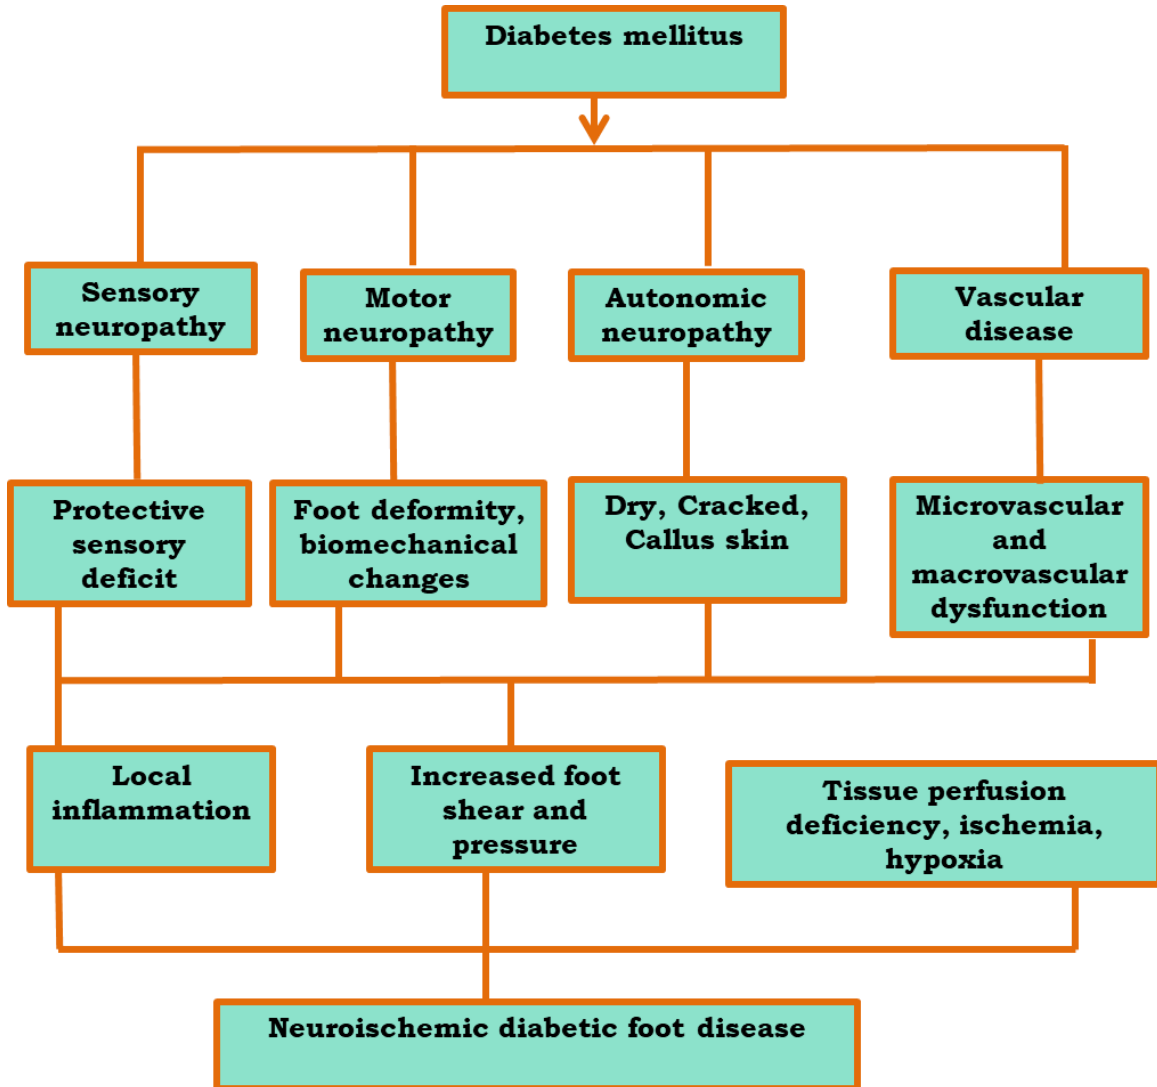 Diabetes mellitus
Sensory
neuropathy
Motor
neuropathy
Autonomic
neuropathy
Vascular
disease
Protective
sensory
deficit
Foot deformity,
biomechanical
changes
Dry, Cracked,
Callus skin
Microvascular
and
macrovascular
dysfunction
Local
inflammation
Increased foot
shear and
pressure
Tissue perfusion
deficiency, ischemia,
hypoxia
Neuroischemic diabetic foot disease